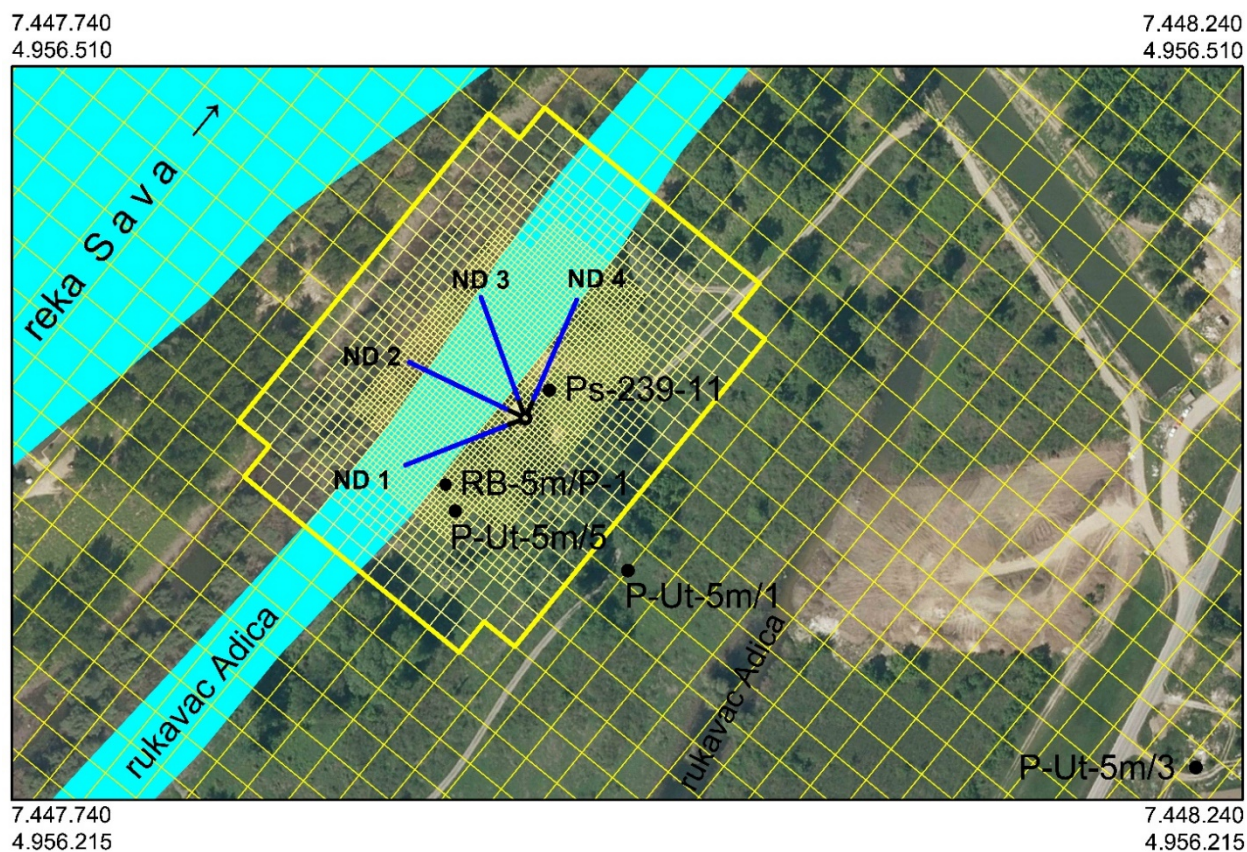 7.447.740
4.956.510
7.448.240
4.956.510
reka Sava →
ND 3
ND 4
ND 2
Ps-239-11
ND 1
RB-5m/P-1
P-Ut-5m/5
P-Ut-5m/1
rukavac Adica
rukavac Adica
P-Ut-5m/3
7.447.740
4.956.215
7.448.240
4.956.215